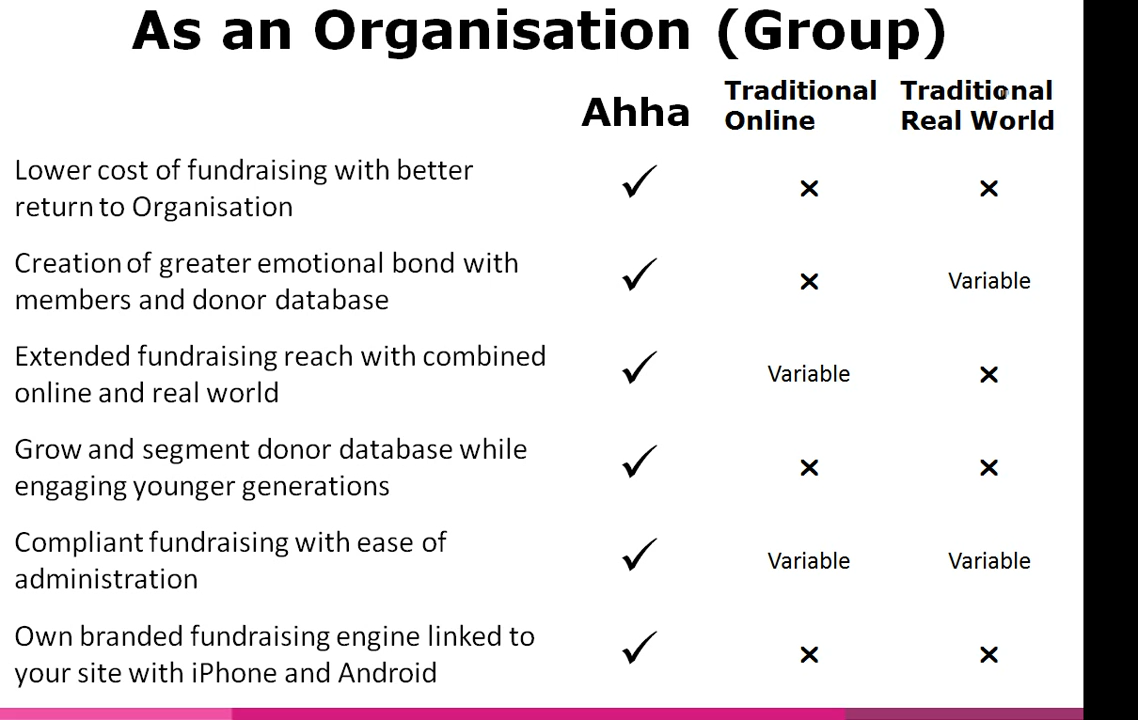 As an Organisation (Group)
Ahha
Traditional Online
Traditional Real World
Lower cost of fundraising with better
return to Organisation
✓ × ×
Creation of greater emotional bond with
members and donor database
✓ × Variable
Extended fundraising reach with combined
online and real world
✓ Variable ×
Grow and segment donor database while
engaging younger generations
✓ × ×
Compliant fundraising with ease of
administration
✓ Variable Variable
Own branded fundraising engine linked to
your site with iPhone and Android
✓ × ×